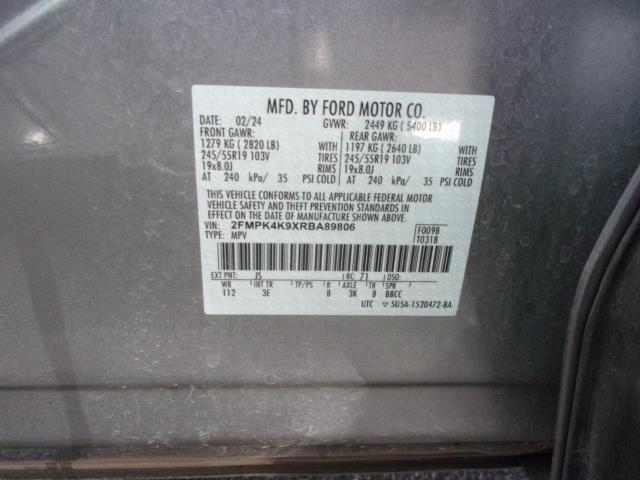 MFD. BY FORD MOTOR CO.
DATE: 02/24 GVWR: 2449 KG ( 5400 LB)
FRONT GAWR: REAR GAWR:
1279 KG ( 2820 LB) WITH 1197 KG ( 2640 LB) WITH
245/55R19 103V TIRES 245/55R19 103V TIRES
19x8.0J RIMS 19x8.0J RIMS
AT 240 kPa/ 35 PSI COLD AT 240 kPa/ 35 PSI COLD
THIS VEHICLE CONFORMS TO ALL APPLICABLE FEDERAL MOTOR
VEHICLE SAFETY AND THEFT PREVENTION STANDARDS IN
EFFECT ON THE DATE OF MANUFACTURE SHOWN ABOVE.
VIN: 2FMPK4K9XRBA89806 F0098
TYPE: MPV T0318
EXT PNT: JS RC: 71 DSO:
WB INT TR TP/PS R AXLE TR SPR
112 3E B 3K 8 BBCC
UTC 5U5A-1520472-BA